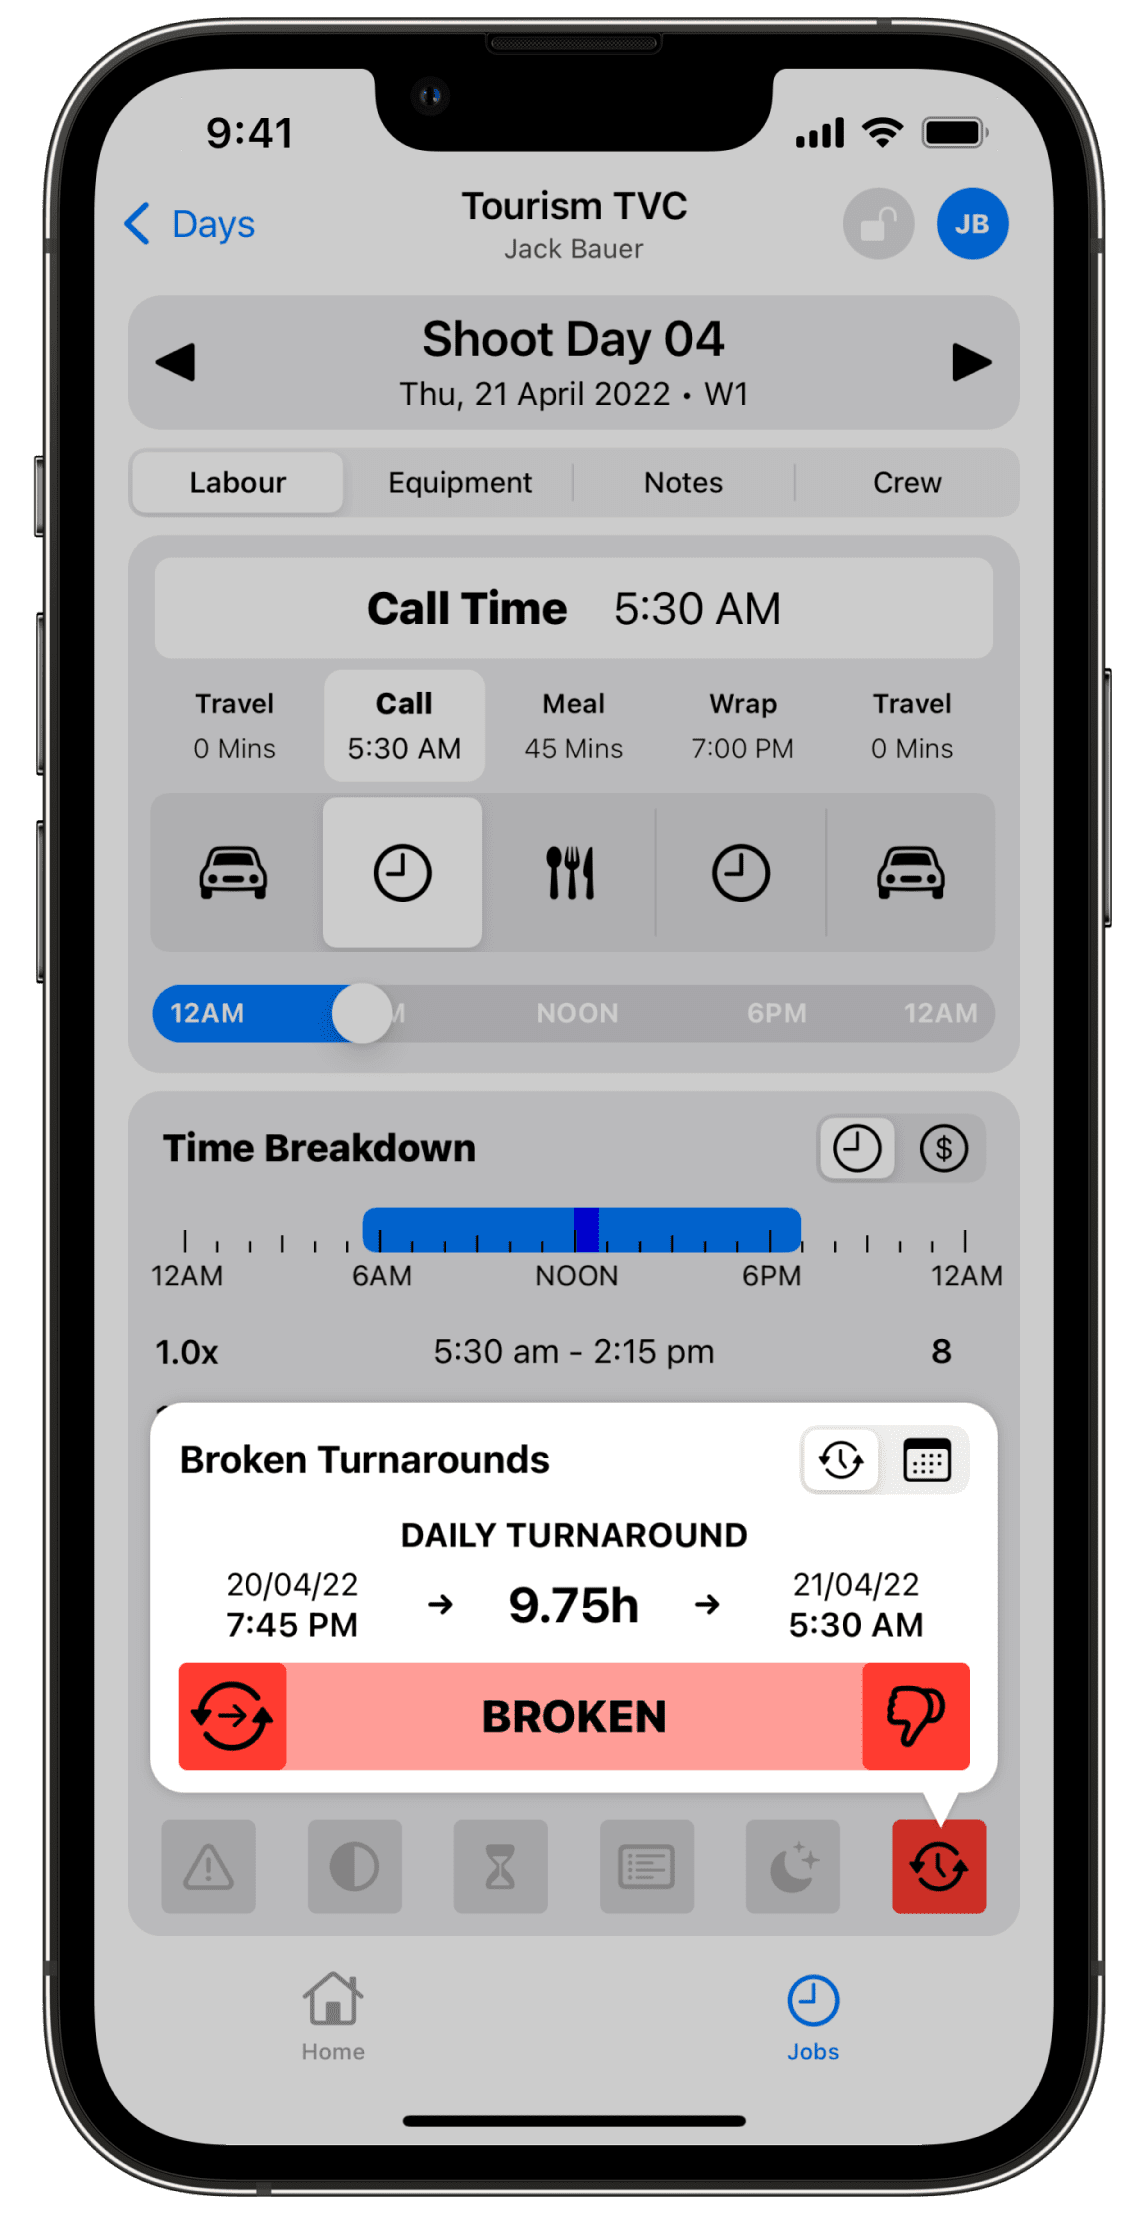 9:41
Days
Tourism TVC
Jack Bauer
JB
Shoot Day 04
Thu, 21 April 2022 • W1
Labour Equipment Notes Crew
Call Time 5:30 AM
Travel Call Meal Wrap Travel
0 Mins 5:30 AM 45 Mins 7:00 PM 0 Mins
12AM NOON 6PM 12AM
Time Breakdown
$
12AM 6AM NOON 6PM 12AM
1.0x 5:30 am - 2:15 pm 8
Broken Turnarounds
DAILY TURNAROUND
20/04/22 → 9.75h → 21/04/22
7:45 PM 5:30 AM
BROKEN
Home Jobs